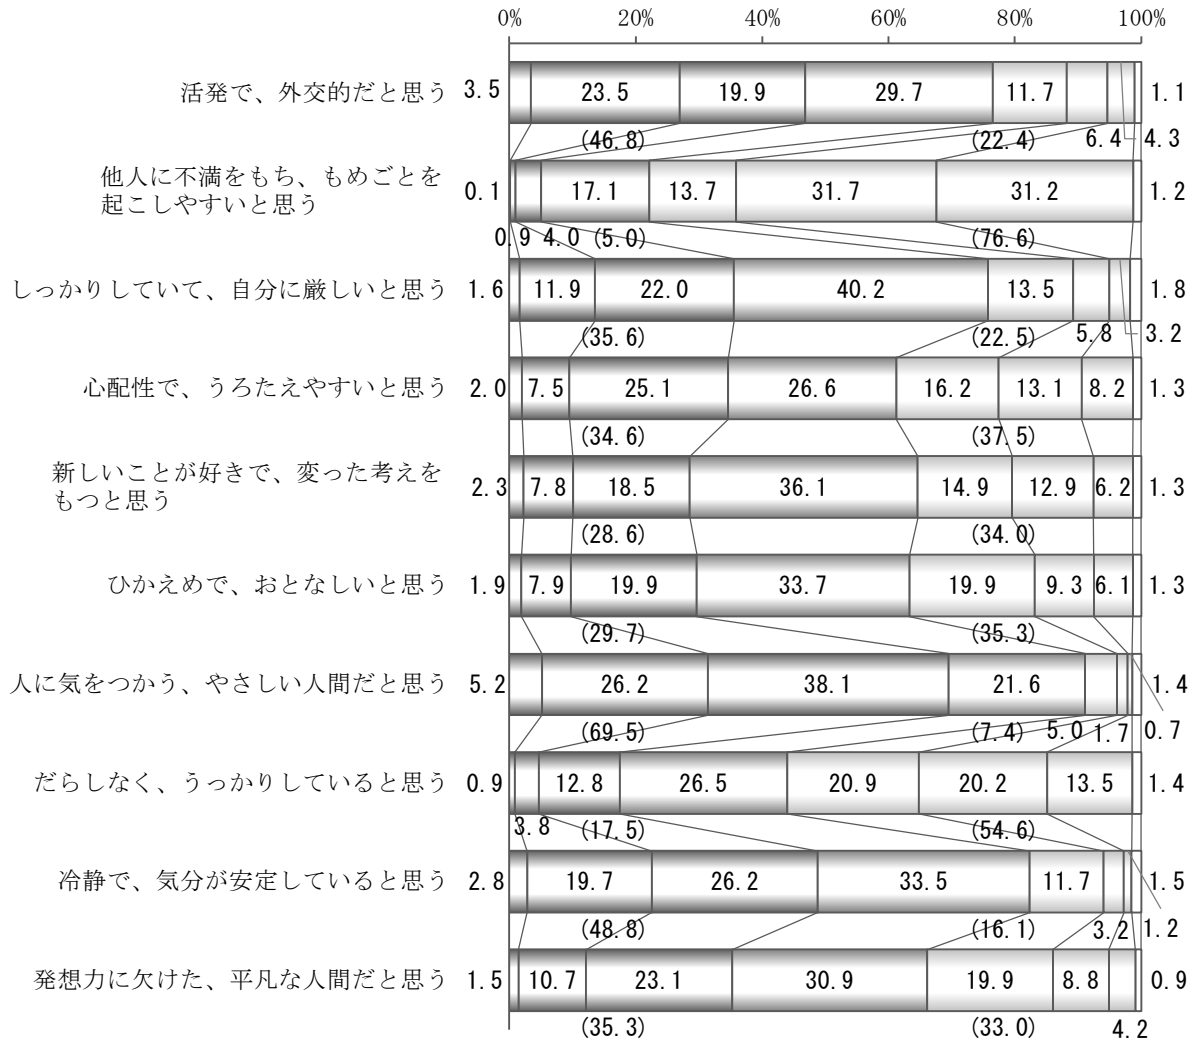 0% 20% 40% 60% 80% 100%
活発で、外交的だと思う 3.5 23.5 19.9 29.7 11.7 1.1
(46.8) (22.4) 6.4 4.3
他人に不満をもち、もめごとを
起こしやすいと思う 0.1 17.1 13.7 31.7 31.2 1.2
0.9 4.0 (5.0) (76.6)
しっかりしていて、自分に厳しいと思う 1.6 11.9 22.0 40.2 13.5 1.8
(35.6) (22.5) 5.8 3.2
心配性で、うろたえやすいと思う 2.0 7.5 25.1 26.6 16.2 13.1 8.2 1.3
(34.6) (37.5)
新しいことが好きで、変った考えを
もつと思う 2.3 7.8 18.5 36.1 14.9 12.9 6.2 1.3
(28.6) (34.0)
ひかえめで、おとなしいと思う 1.9 7.9 19.9 33.7 19.9 9.3 6.1 1.3
(29.7) (35.3)
人に気をつかう、やさしい人間だと思う 5.2 26.2 38.1 21.6 1.4
(69.5) (7.4) 5.0 1.7 0.7
だらしなく、うっかりしていると思う 0.9 12.8 26.5 20.9 20.2 13.5 1.4
3.8 (17.5) (54.6)
冷静で、気分が安定していると思う 2.8 19.7 26.2 33.5 11.7 1.5
(48.8) (16.1) 3.2 1.2
発想力に欠けた、平凡な人間だと思う 1.5 10.7 23.1 30.9 19.9 8.8 0.9
(35.3) (33.0) 4.2